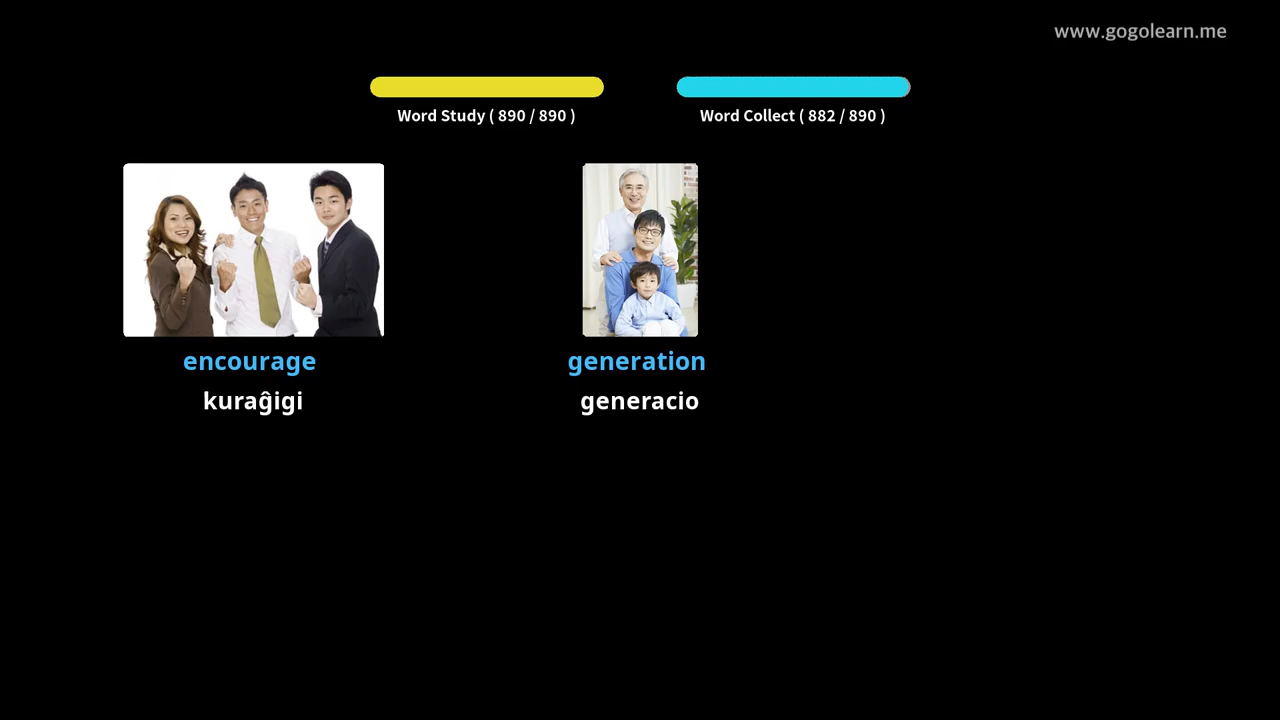 www.gogolearn.me
Word Study ( 890 / 890 )
Word Collect ( 882 / 890 )
encourage
kuraĝigi
generation
generacio